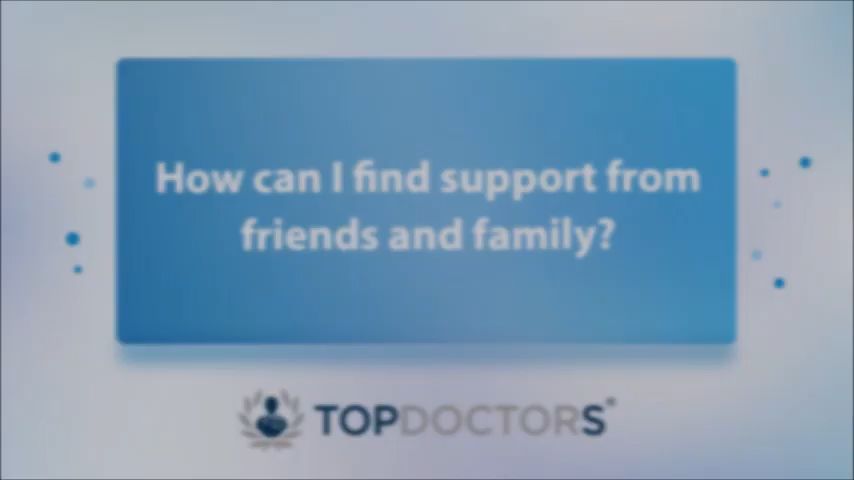 How can I find support from
friends and family?
TOPDOCTORS